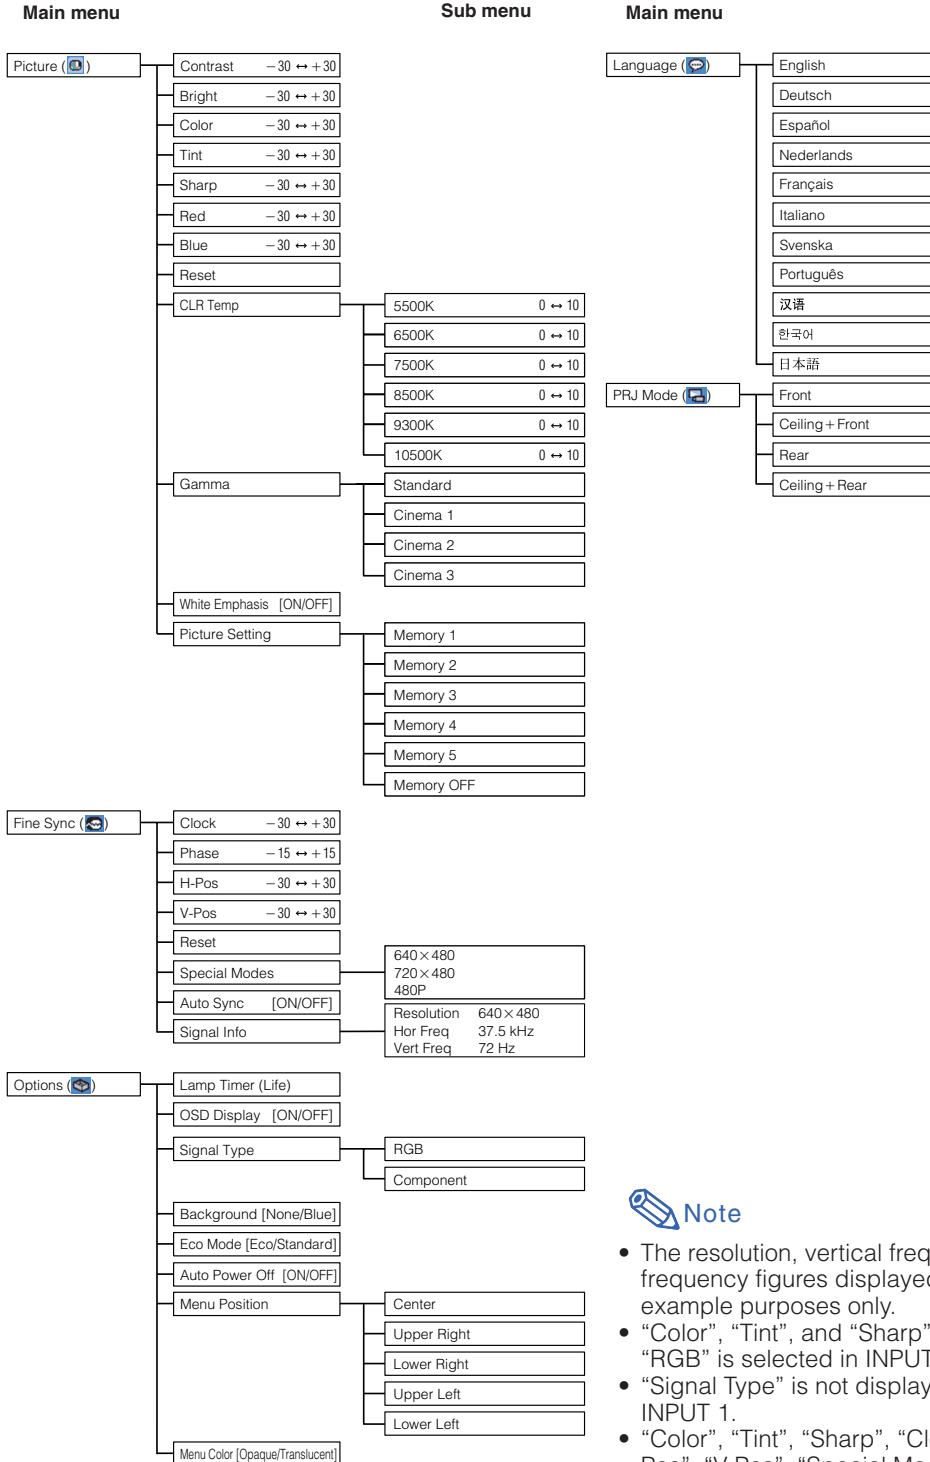 Main menu
Sub menu
Main menu
Picture ( )
Contrast −30 ↔ +30
Bright −30 ↔ +30
Color −30 ↔ +30
Tint −30 ↔ +30
Sharp −30 ↔ +30
Red −30 ↔ +30
Blue −30 ↔ +30
Reset
CLR Temp
5500K 0 ↔ 10
6500K 0 ↔ 10
7500K 0 ↔ 10
8500K 0 ↔ 10
9300K 0 ↔ 10
10500K 0 ↔ 10
Gamma
Standard
Cinema 1
Cinema 2
Cinema 3
White Emphasis [ON/OFF]
Picture Setting
Memory 1
Memory 2
Memory 3
Memory 4
Memory 5
Memory OFF
Fine Sync ( )
Clock −30 ↔ +30
Phase −15 ↔ +15
H-Pos −30 ↔ +30
V-Pos −30 ↔ +30
Reset
Special Modes
640×480
720×480
480P
Auto Sync [ON/OFF]
Signal Info
Resolution 640×480
Hor Freq 37.5 kHz
Vert Freq 72 Hz
Options ( )
Lamp Timer (Life)
OSD Display [ON/OFF]
Signal Type
RGB
Component
Background [None/Blue]
Eco Mode [Eco/Standard]
Auto Power Off [ON/OFF]
Menu Position
Center
Upper Right
Lower Right
Upper Left
Lower Left
Menu Color [Opaque/Translucent]
Language ( )
English
Deutsch
Español
Nederlands
Français
Italiano
Svenska
Português
汉语
한국어
日本語
PRJ Mode ( )
Front
Ceiling+Front
Rear
Ceiling+Rear
Note
• The resolution, vertical
frequency figures
example purposes only.
• “Color”, “Tint”, and “Sharp”
“RGB” is selected in INPUT
• “Signal Type” is not
INPUT 1.
• “Color”, “Tint”, “Sharp”,
“Special